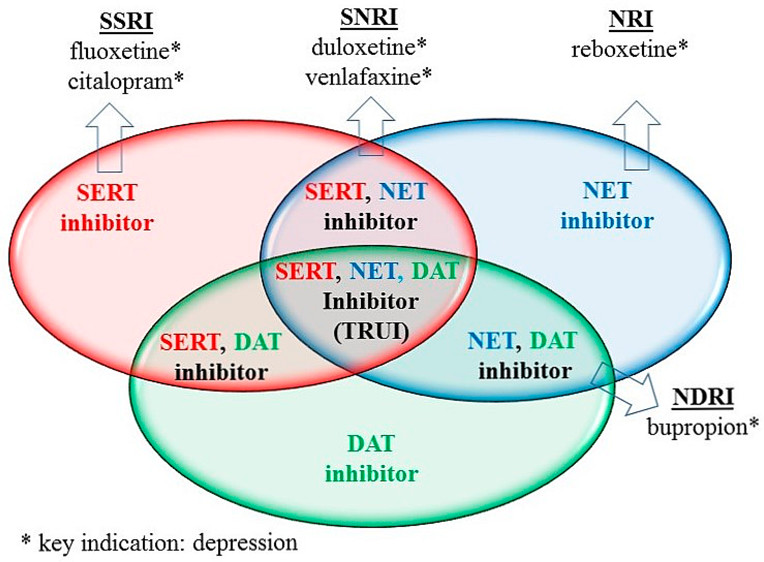 SSRI
fluoxetine*
citalopram*
SNRI
duloxetine*
venlafaxine*
NRI
reboxetine*
SERT
inhibitor
SERT, NET
inhibitor
NET
inhibitor
SERT, NET, DAT
Inhibitor
(TRUI)
SERT, DAT
inhibitor
NET, DAT
inhibitor
NDRI
bupropion*
DAT
inhibitor
* key indication: depression